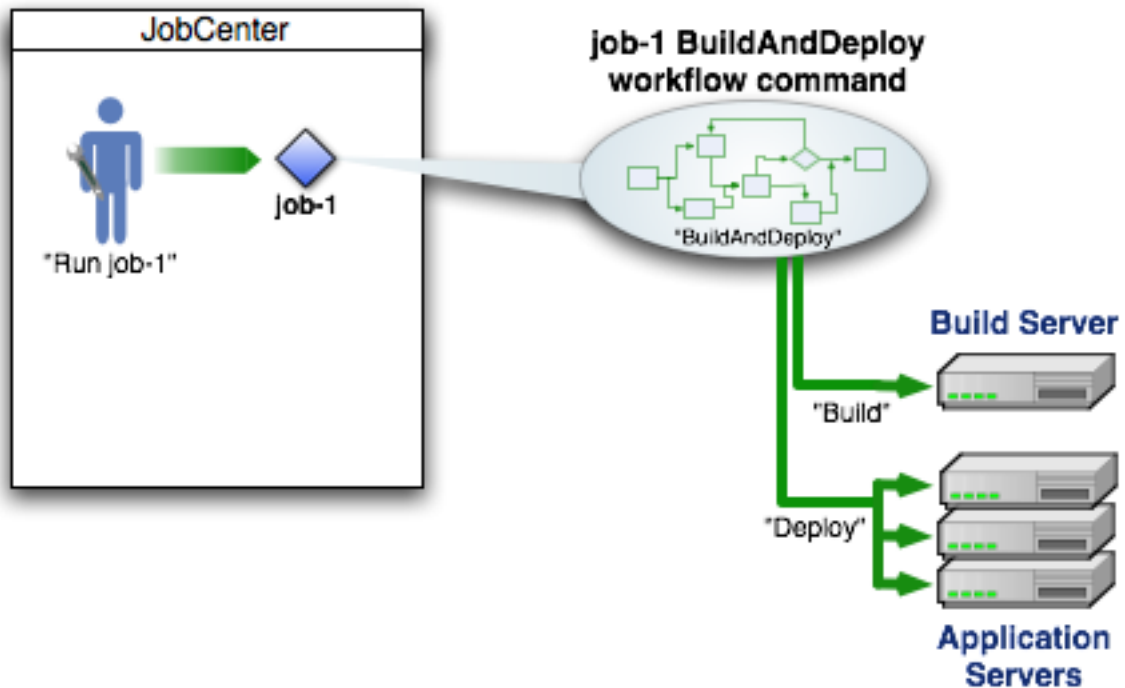 JobCenter
job-1
"Run job-1"
job-1 BuildAndDeploy
workflow command
"BuildAndDeploy"
Build Server
"Build"
"Deploy"
Application
Servers